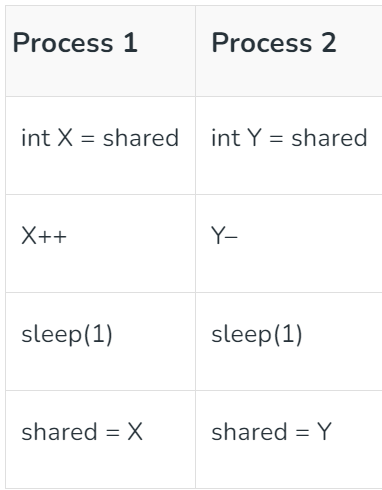 Process 1 Process 2
int X = shared int Y = shared
X++ Y–
sleep(1) sleep(1)
shared = X shared = Y